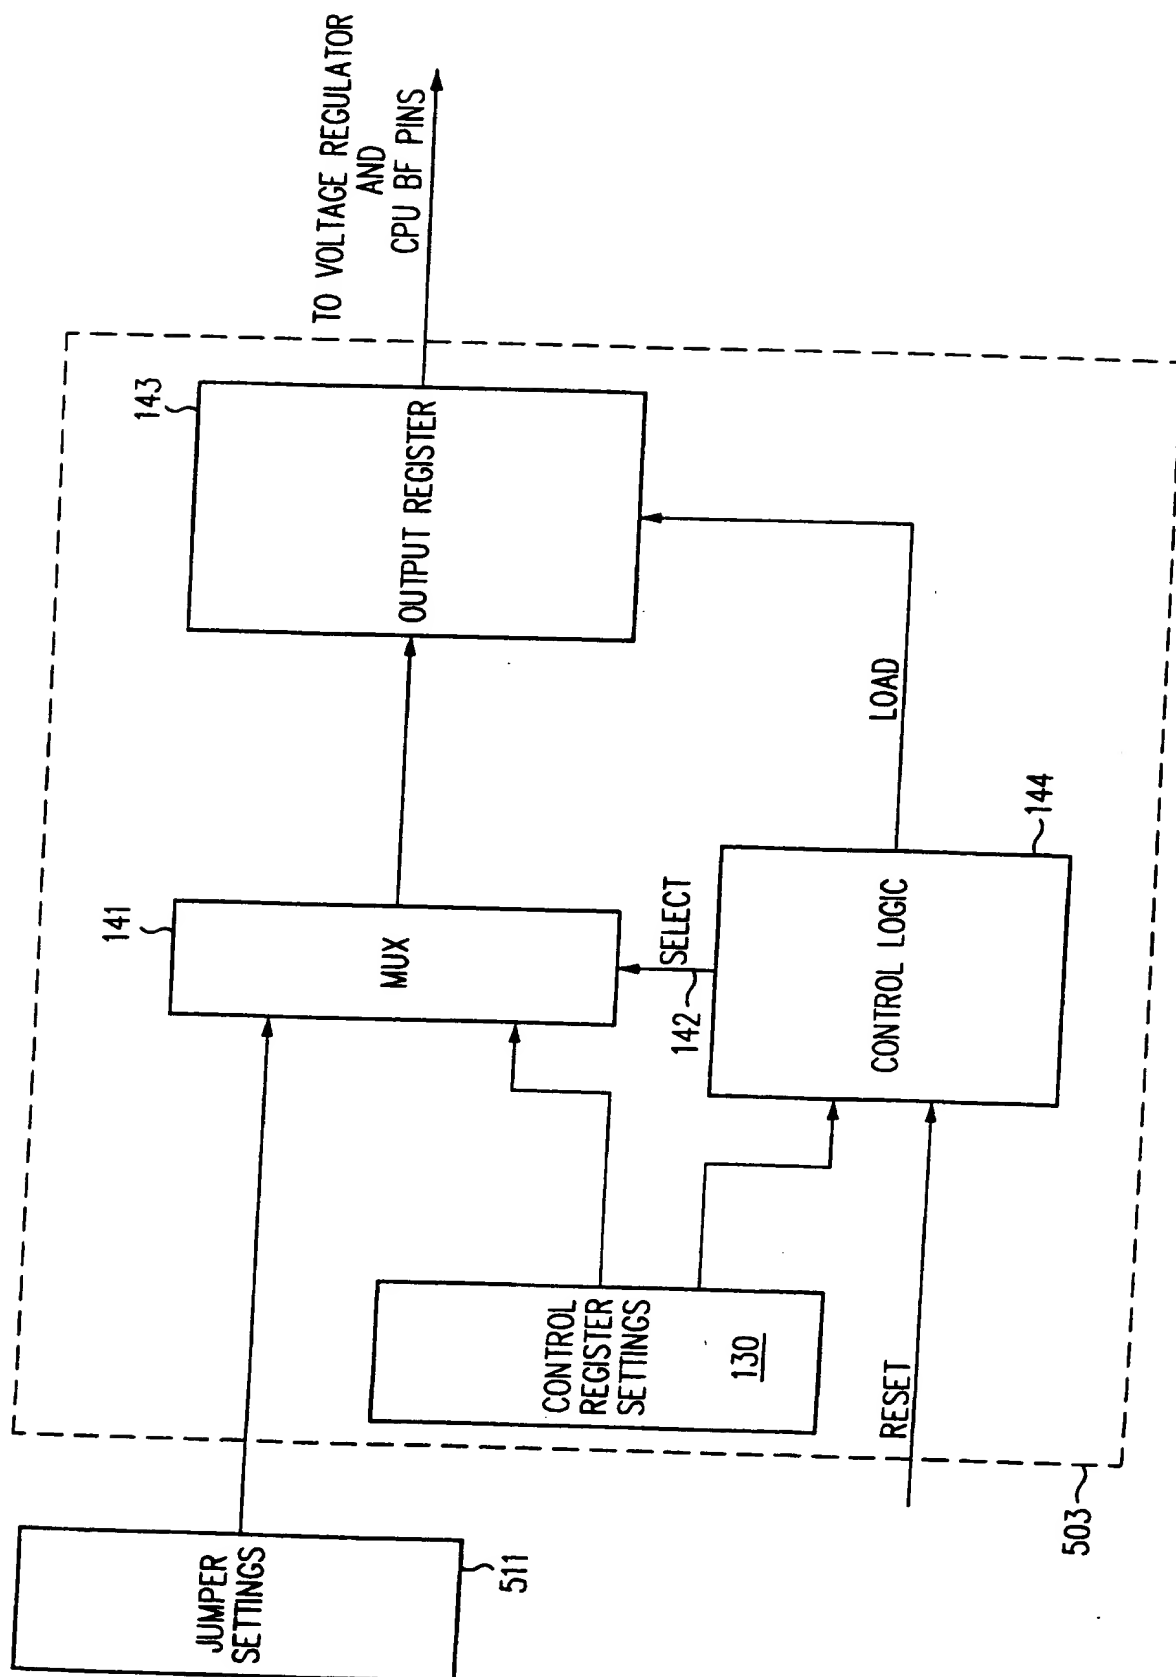 TO VOLTAGE REGULATOR
AND
CPU BF PINS
143
OUTPUT REGISTER
141
MUX
LOAD
SELECT
142
CONTROL LOGIC
144
CONTROL
REGISTER
SETTINGS
130
RESET
503
JUMPER
SETTINGS
511